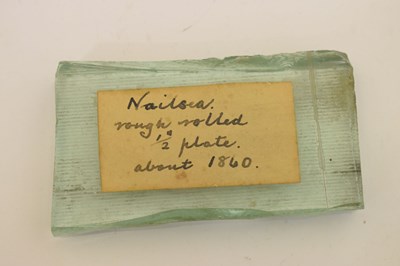 Nailsea.
rough rolled
½" plate.
about 1860.